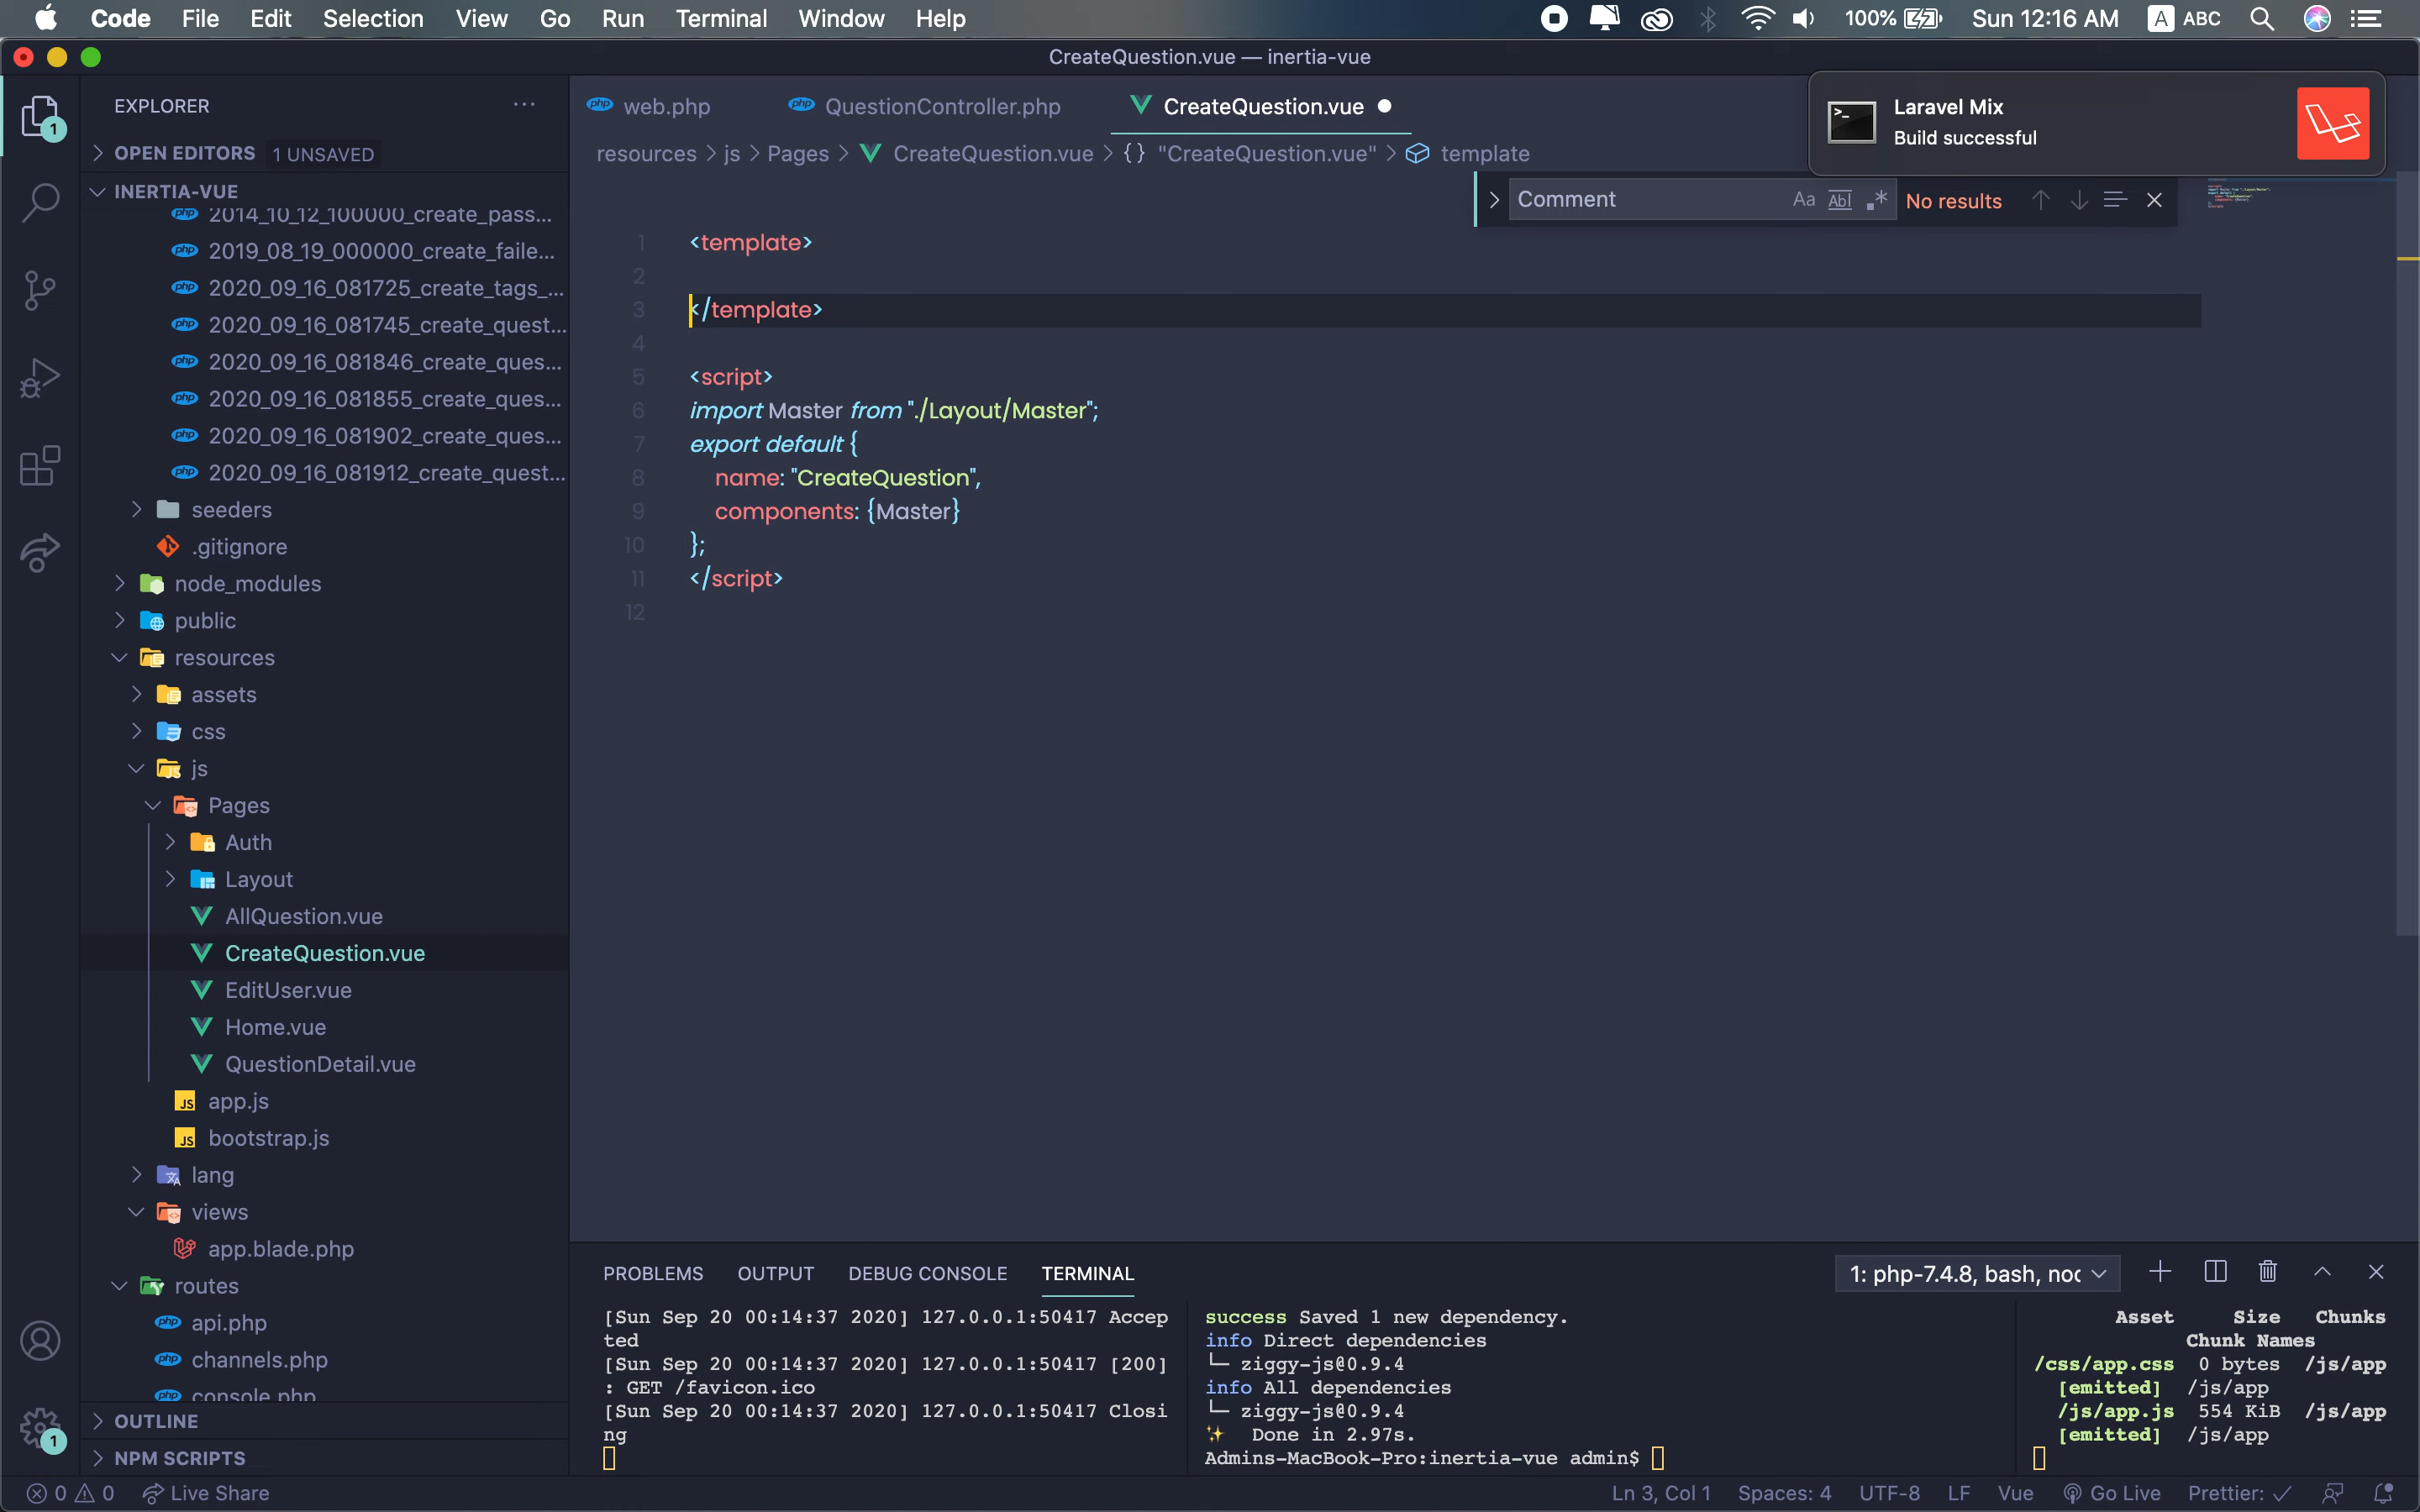 Code File Edit Selection View Go Run Terminal Window Help
100% Sun 12:16 AM A ABC
CreateQuestion.vue — inertia-vue
Laravel Mix
Build successful
EXPLORER
OPEN EDITORS 1 UNSAVED
INERTIA-VUE
2014_10_12_100000_create_pass...
2019_08_19_000000_create_faile...
2020_09_16_081725_create_tags_...
2020_09_16_081745_create_quest...
2020_09_16_081846_create_ques...
2020_09_16_081855_create_ques...
2020_09_16_081902_create_ques...
2020_09_16_081912_create_quest...
seeders
.gitignore
node_modules
public
resources
assets
css
js
Pages
Auth
Layout
AllQuestion.vue
CreateQuestion.vue
EditUser.vue
Home.vue
QuestionDetail.vue
app.js
bootstrap.js
lang
views
app.blade.php
routes
api.php
channels.php
console.php
OUTLINE
NPM SCRIPTS
web.php QuestionController.php CreateQuestion.vue
resources > js > Pages > CreateQuestion.vue > {} "CreateQuestion.vue" > template
Comment Aa Abl .* No results
1 <template>
2
3 </template>
4
5 <script>
6 import Master from "./Layout/Master";
7 export default {
8 name: "CreateQuestion",
9 components: {Master}
10 };
11 </script>
12
PROBLEMS OUTPUT DEBUG CONSOLE TERMINAL
1: php-7.4.8, bash, noc
[Sun Sep 20 00:14:37 2020] 127.0.0.1:50417 Accep
ted
[Sun Sep 20 00:14:37 2020] 127.0.0.1:50417 [200]
: GET /favicon.ico
[Sun Sep 20 00:14:37 2020] 127.0.0.1:50417 Closi
ng
success Saved 1 new dependency.
info Direct dependencies
└─ ziggy-js@0.9.4
info All dependencies
└─ ziggy-js@0.9.4
✨ Done in 2.97s.
Admins-MacBook-Pro:inertia-vue admin$
Asset Size Chunks
Chunk Names
/css/app.css 0 bytes /js/app
[emitted] /js/app
/js/app.js 554 KiB /js/app
[emitted] /js/app
0 0 Live Share
Ln 3, Col 1 Spaces: 4 UTF-8 LF Vue Go Live Prettier: ✓